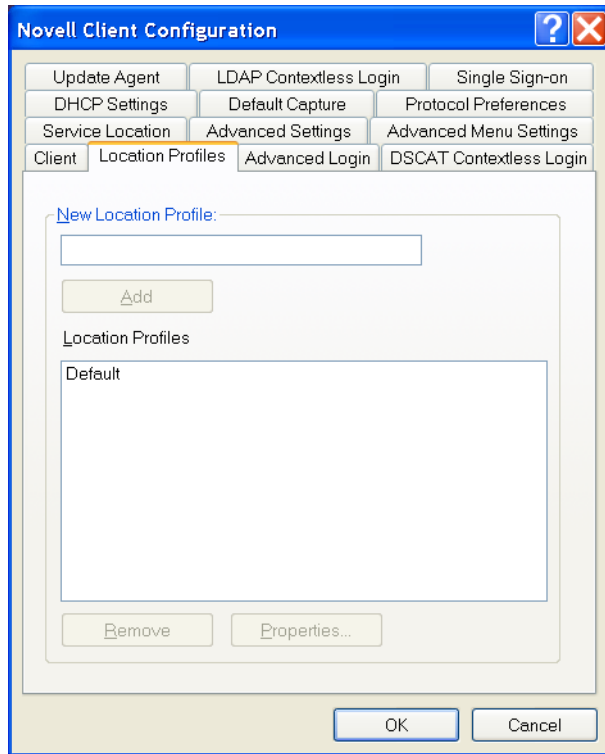 Novell Client Configuration
Update Agent LDAP Contextless Login Single Sign-on
DHCP Settings Default Capture Protocol Preferences
Service Location Advanced Settings Advanced Menu Settings
Client Location Profiles Advanced Login DSCAT Contextless Login
New Location Profile:
Add
Location Profiles
Default
Remove Properties...
OK Cancel